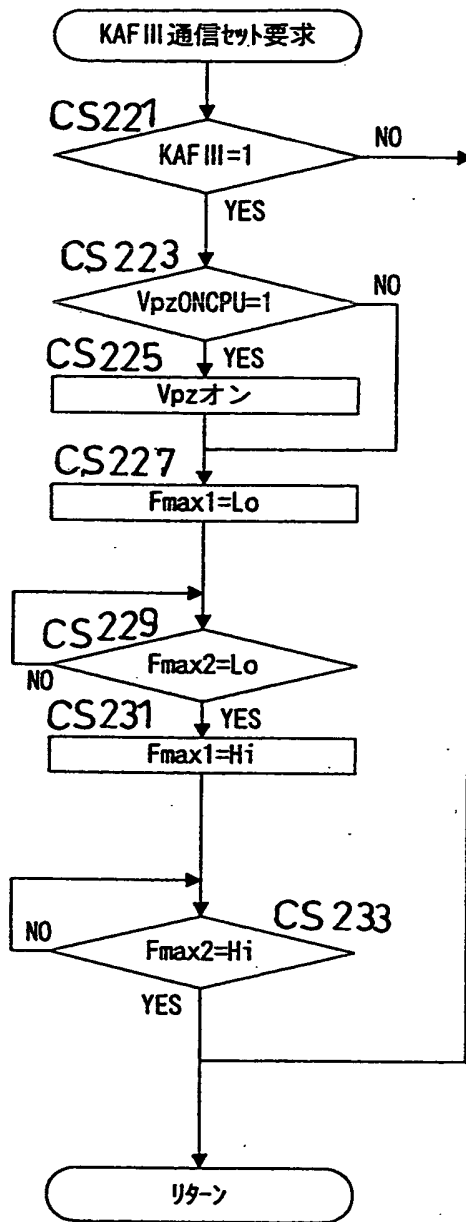 KAFIII通信セット要求
CS221
KAFIII=1
NO
YES
CS223
VpzONCPU=1
NO
CS225
YES
Vpzオン
CS227
Fmax1=Lo
CS229
Fmax2=Lo
NO
CS231
YES
Fmax1=Hi
CS233
NO
Fmax2=Hi
YES
リターン